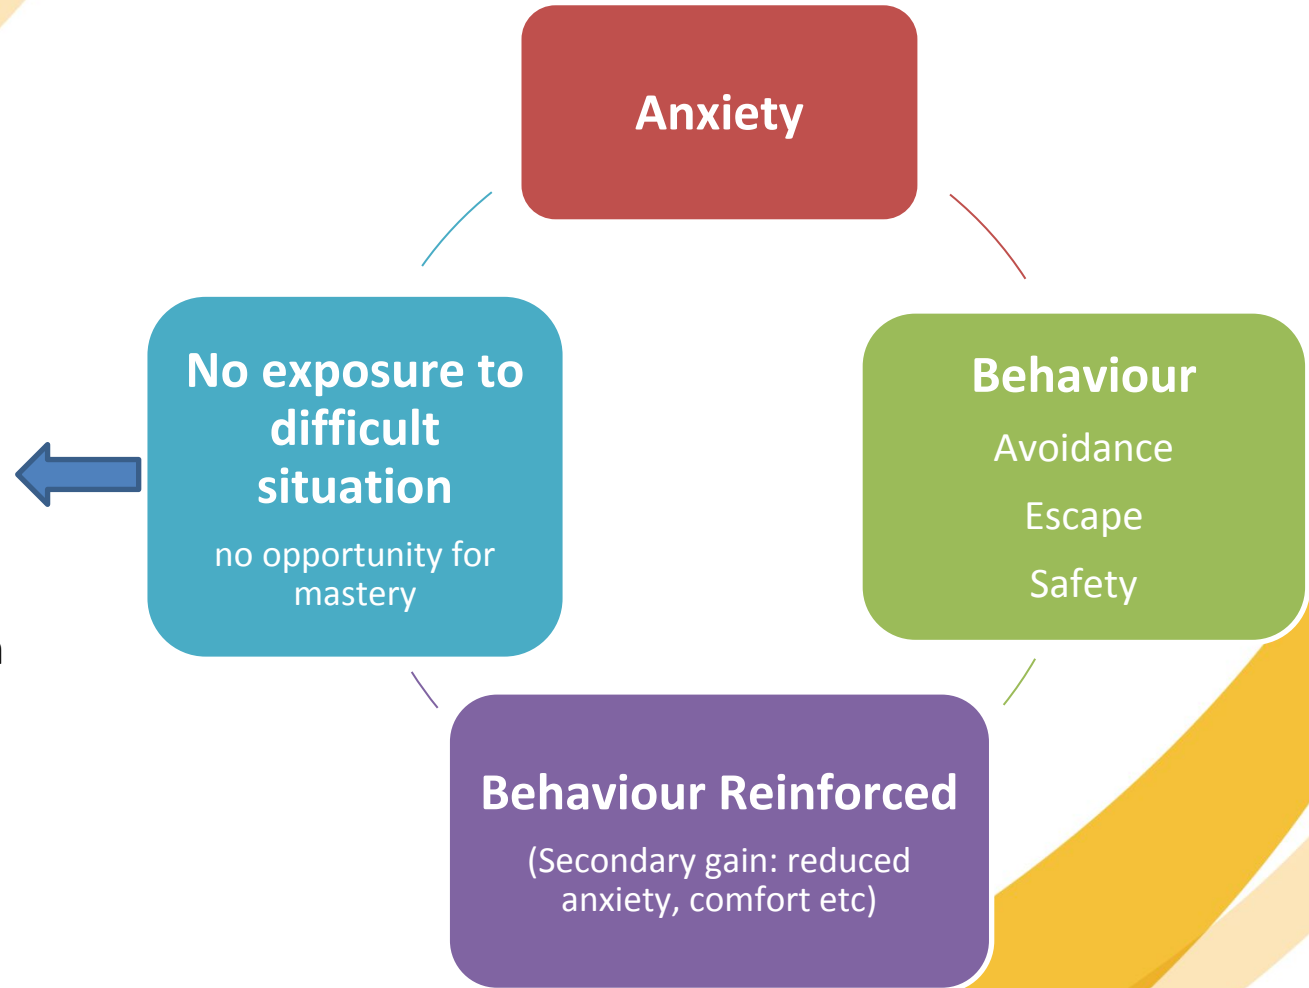 Anxiety
Behaviour
Avoidance
Escape
Safety
Behaviour Reinforced
(Secondary gain: reduced
anxiety, comfort etc)
No exposure to
difficult
situation
no opportunity for
mastery